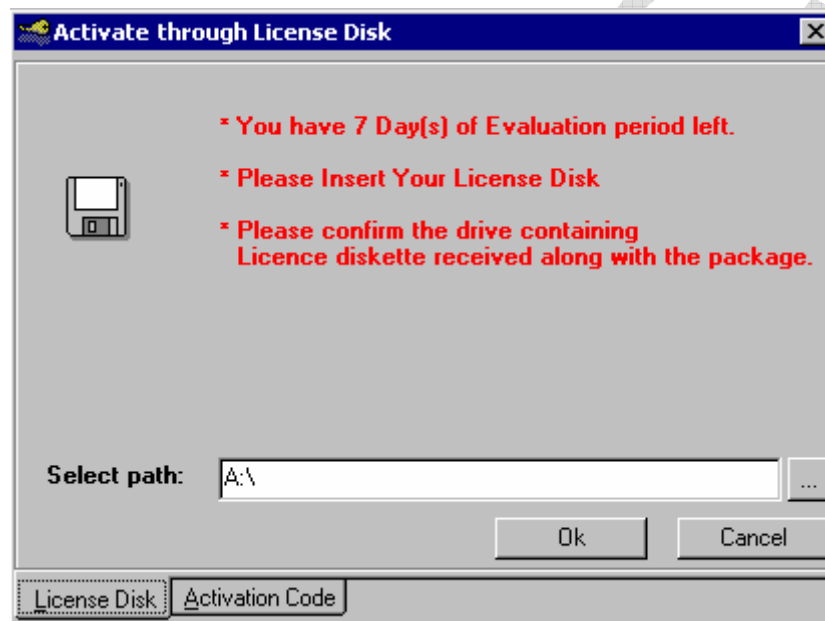 Activate through License Disk
* You have 7 Day(s) of Evaluation period left.
* Please Insert Your License Disk
* Please confirm the drive containing
Licence diskette received along with the package.
Select path:
A:\
...
Ok
Cancel
License Disk
Activation Code